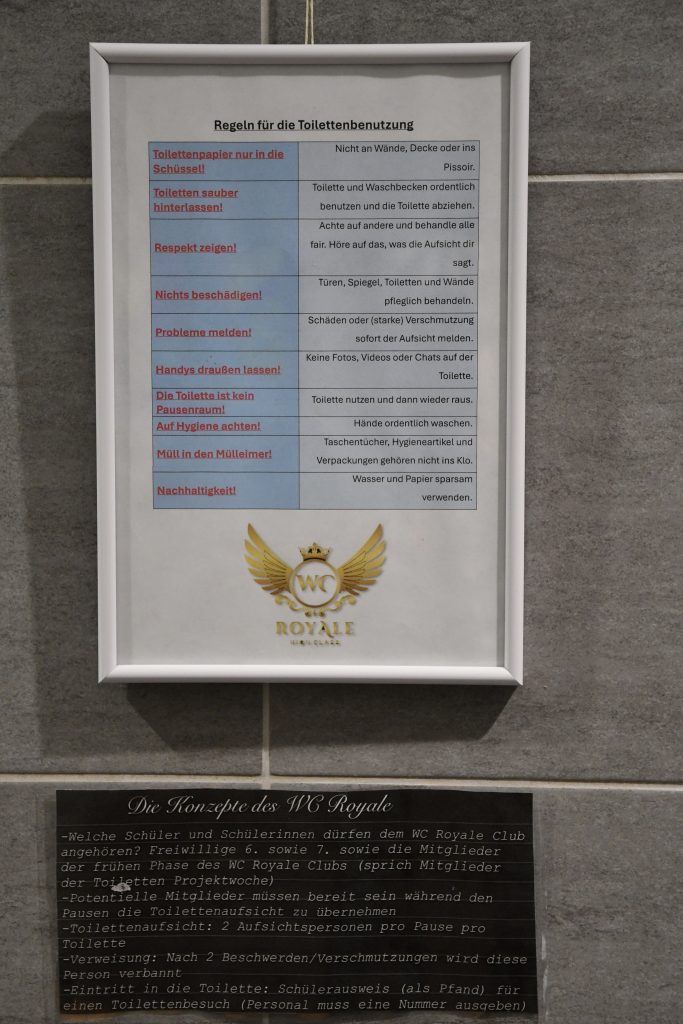 Regeln für die Toilettenbenutzung
Toilettenpapier nur in die
Schüssel!
Nicht an Wände, Decke oder ins
Pissoir.
Toiletten sauber
hinterlassen!
Toilette und Waschbecken ordentlich
benutzen und die Toilette abziehen.
Respekt zeigen!
Achte auf andere und behandle alle
fair. Höre auf das, was die Aufsicht dir
sagt.
Nichts beschädigen!
Türen, Spiegel, Toiletten und Wände
pfleglich behandeln.
Probleme melden!
Schäden oder (starke) Verschmutzung
sofort der Aufsicht melden.
Handys draußen lassen!
Keine Fotos, Videos oder Chats auf der
Toilette.
Die Toilette ist kein
Pausenraum!
Toilette nutzen und dann wieder raus.
Auf Hygiene achten!
Hände ordentlich waschen.
Müll in den Mülleimer!
Taschentücher, Hygieneartikel und
Verpackungen gehören nicht ins Klo.
Nachhaltigkeit!
Wasser und Papier sparsam
verwenden.
WC
ROYALE
HIGH CLASS
Die Konzepte des WC Royale
-Welche Schüler und Schülerinnen dürfen dem WC Royale Club
angehören? Freiwillige 6. sowie 7. sowie die Mitglieder
der frühen Phase des WC Royale Clubs (sprich Mitglieder
der Toiletten Projektwoche)
-Potentielle Mitglieder müssen bereit sein während den
Pausen die Toilettenaufsicht zu übernehmen
-Toilettenaufsicht: 2 Aufsichtspersonen pro Pause pro
Toilette
-Verweisung: Nach 2 Beschwerden/Verschmutzungen wird diese
Person verbannt
-Eintritt in die Toilette: Schülerausweis (als Pfand) für
einen Toilettenbesuch (Personal muss eine Nummer ausgeben)